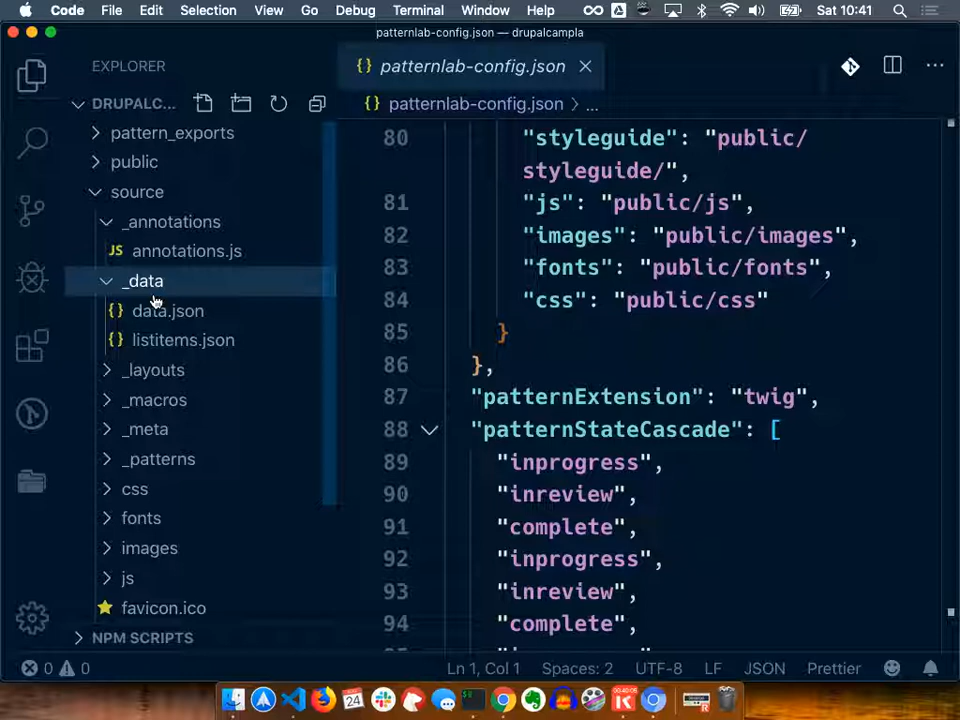 Code File Edit Selection View Go Debug Terminal Window Help Sat 10:41
patternlab-config.json — drupalcampla
EXPLORER
DRUPALC...
pattern_exports
public
source
_annotations
JS annotations.js
_data
{} data.json
{} listitems.json
_layouts
_macros
_meta
_patterns
css
fonts
images
js
favicon.ico
NPM SCRIPTS
{} patternlab-config.json
{} patternlab-config.json > ...
80 "styleguide": "public/
styleguide/",
81 "js": "public/js",
82 "images": "public/images",
83 "fonts": "public/fonts",
84 "css": "public/css"
85 }
86 },
87 "patternExtension": "twig",
88 "patternStateCascade": [
89 "inprogress",
90 "inreview",
91 "complete",
92 "inprogress",
93 "inreview",
94 "complete",
0 0 Ln 1, Col 1 Spaces: 2 UTF-8 LF JSON Prettier
24